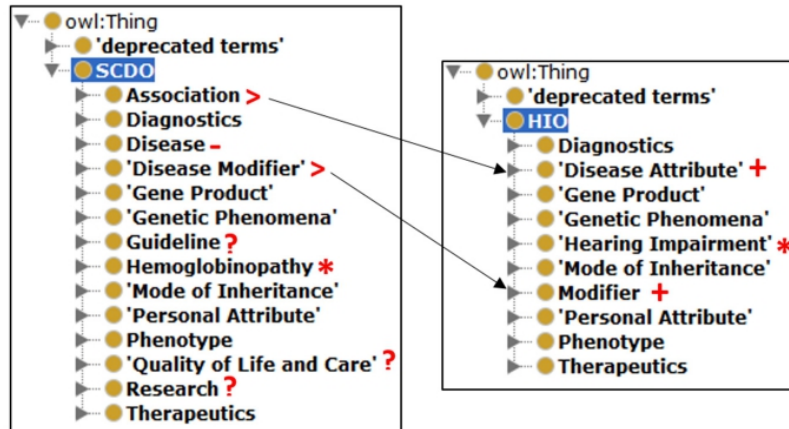 owl:Thing
'deprecated terms'
SCDO
Association >
Diagnostics
Disease -
'Disease Modifier' >
'Gene Product'
'Genetic Phenomena'
Guideline ?
Hemoglobinopathy *
'Mode of Inheritance'
'Personal Attribute'
Phenotype
'Quality of Life and Care' ?
Research ?
Therapeutics
owl:Thing
'deprecated terms'
HIO
Diagnostics
'Disease Attribute' +
'Gene Product'
'Genetic Phenomena'
'Hearing Impairment' *
'Mode of Inheritance'
Modifier +
'Personal Attribute'
Phenotype
Therapeutics